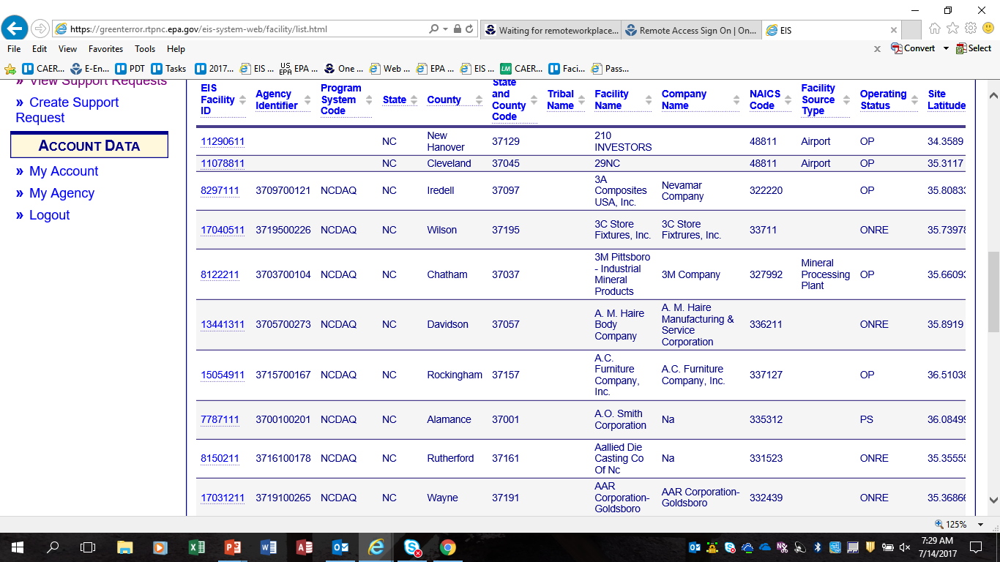 https://greenterror.rtpnc.epa.gov/eis-system-web/facility/list.html
Waiting for remoteworkplace...
Remote Access Sign On | On...
EIS
File Edit View Favorites Tools Help
Convert Select
CAER... E-En... PDT Tasks 2017... EIS ... US EPA EPA ... One ... Web ... EPA ... EIS ... LM CAER... Faci... Pass...
» View Support Requests
» Create Support
Request
ACCOUNT DATA
» My Account
» My Agency
» Logout
EIS
Facility
ID
Agency
Identifier
Program
System
Code
State
County
State
and
County
Code
Tribal
Name
Facility
Name
Company
Name
NAICS
Code
Facility
Source
Type
Operating
Status
Site
Latitude
11290611 NC New Hanover 37129 210 INVESTORS 48811 Airport OP 34.3589
11078811 NC Cleveland 37045 29NC 48811 Airport OP 35.3117
8297111 3709700121 NCDAQ NC Iredell 37097 3A Composites USA, Inc. Nevamar Company 322220 OP 35.8083
17040511 3719500226 NCDAQ NC Wilson 37195 3C Store Fixtures, Inc. 3C Store Fixtrures, Inc. 33711 ONRE 35.7397
8122211 3703700104 NCDAQ NC Chatham 37037 3M Pittsboro - Industrial Mineral Products 3M Company 327992 Mineral Processing Plant OP 35.6609
13441311 3705700273 NCDAQ NC Davidson 37057 A. M. Haire Body Company A. M. Haire Manufacturing & Service Corporation 336211 ONRE 35.8919
15054911 3715700167 NCDAQ NC Rockingham 37157 A.C. Furniture Company, Inc. A.C. Furniture Company, Inc. 337127 OP 36.5103
7787111 3700100201 NCDAQ NC Alamance 37001 A.O. Smith Corporation Na 335312 PS 36.0849
8150211 3716100178 NCDAQ NC Rutherford 37161 Aallied Die Casting Co Of Nc Na 331523 ONRE 35.3555
17031211 3719100265 NCDAQ NC Wayne 37191 AAR Corporation- Goldsboro AAR Corporation- Goldsboro 332439 ONRE 35.3686
125%
7:29 AM
7/14/2017